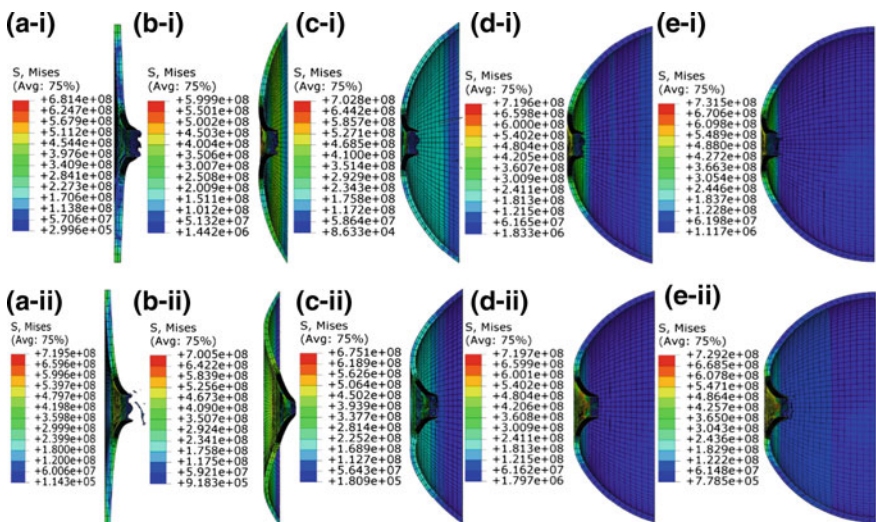 (a-i)
S, Mises
(Avg: 75%)
+6.814e+08
+6.247e+08
+5.679e+08
+5.112e+08
+4.544e+08
+3.976e+08
+3.409e+08
+2.841e+08
+2.273e+08
+1.706e+08
+1.138e+08
+5.706e+07
+2.996e+05
(b-i)
S, Mises
(Avg: 75%)
+5.999e+08
+5.501e+08
+5.002e+08
+4.503e+08
+4.004e+08
+3.506e+08
+3.007e+08
+2.508e+08
+2.009e+08
+1.511e+08
+1.012e+08
+5.132e+07
+1.442e+06
(c-i)
S, Mises
(Avg: 75%)
+7.028e+08
+6.442e+08
+5.857e+08
+5.271e+08
+4.685e+08
+4.100e+08
+3.514e+08
+2.929e+08
+2.343e+08
+1.758e+08
+1.172e+08
+5.864e+07
+8.633e+04
(d-i)
S, Mises
(Avg: 75%)
+7.196e+08
+6.598e+08
+6.000e+08
+5.402e+08
+4.804e+08
+4.205e+08
+3.607e+08
+3.009e+08
+2.411e+08
+1.813e+08
+1.215e+08
+6.165e+07
+1.833e+06
(e-i)
S, Mises
(Avg: 75%)
+7.315e+08
+6.706e+08
+6.098e+08
+5.489e+08
+4.880e+08
+4.272e+08
+3.663e+08
+3.054e+08
+2.446e+08
+1.837e+08
+1.228e+08
+6.198e+07
+1.117e+06
(a-ii)
S, Mises
(Avg: 75%)
+7.195e+08
+6.596e+08
+5.996e+08
+5.397e+08
+4.797e+08
+4.198e+08
+3.598e+08
+2.999e+08
+2.399e+08
+1.800e+08
+1.200e+08
+6.006e+07
+1.143e+05
(b-ii)
S, Mises
(Avg: 75%)
+7.005e+08
+6.422e+08
+5.839e+08
+5.256e+08
+4.673e+08
+4.090e+08
+3.507e+08
+2.924e+08
+2.341e+08
+1.758e+08
+1.175e+08
+5.921e+07
+9.183e+05
(c-ii)
S, Mises
(Avg: 75%)
+6.751e+08
+6.189e+08
+5.626e+08
+5.064e+08
+4.502e+08
+3.939e+08
+3.377e+08
+2.814e+08
+2.252e+08
+1.689e+08
+1.127e+08
+5.643e+07
+1.809e+05
(d-ii)
S, Mises
(Avg: 75%)
+7.197e+08
+6.599e+08
+6.001e+08
+5.402e+08
+4.804e+08
+4.206e+08
+3.608e+08
+3.009e+08
+2.411e+08
+1.813e+08
+1.215e+08
+6.162e+07
+1.797e+06
(e-ii)
S, Mises
(Avg: 75%)
+7.292e+08
+6.685e+08
+6.078e+08
+5.471e+08
+4.864e+08
+4.257e+08
+3.650e+08
+3.043e+08
+2.436e+08
+1.829e+08
+1.222e+08
+6.148e+07
+7.785e+05